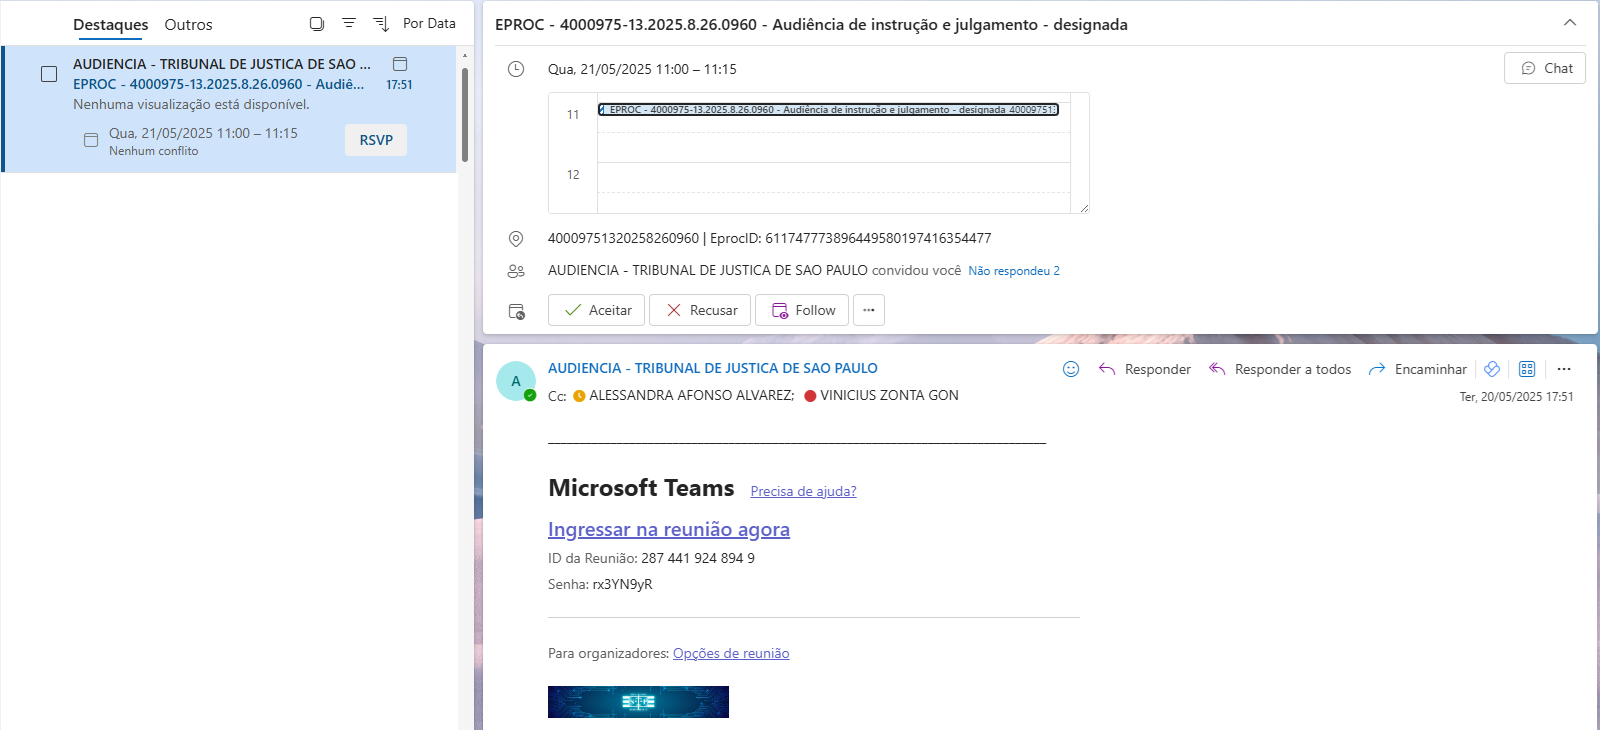 Destaques
Outros
Por Data
AUDIENCIA - TRIBUNAL DE JUSTICA DE SAO ...
EPROC - 4000975-13.2025.8.26.0960 - Audiê...
17:51
Nenhuma visualização está disponível.
Qua, 21/05/2025 11:00 – 11:15
Nenhum conflito
RSVP
EPROC - 4000975-13.2025.8.26.0960 - Audiência de instrução e julgamento - designada
Qua, 21/05/2025 11:00 – 11:15
Chat
11
EPROC - 4000975-13.2025.8.26.0960 - Audiência de instrução e julgamento - designada 40009751
12
40009751320258260960 | EprocID: 611747773896449580197416354477
AUDIENCIA - TRIBUNAL DE JUSTICA DE SAO PAULO convidou você Não respondeu 2
Aceitar
Recusar
Follow
A
AUDIENCIA - TRIBUNAL DE JUSTICA DE SAO PAULO
Responder
Responder a todos
Encaminhar
Cc: ALESSANDRA AFONSO ALVAREZ; VINICIUS ZONTA GON
Ter, 20/05/2025 17:51
Microsoft Teams Precisa de ajuda?
Ingressar na reunião agora
ID da Reunião: 287 441 924 894 9
Senha: rx3YN9yR
Para organizadores: Opções de reunião